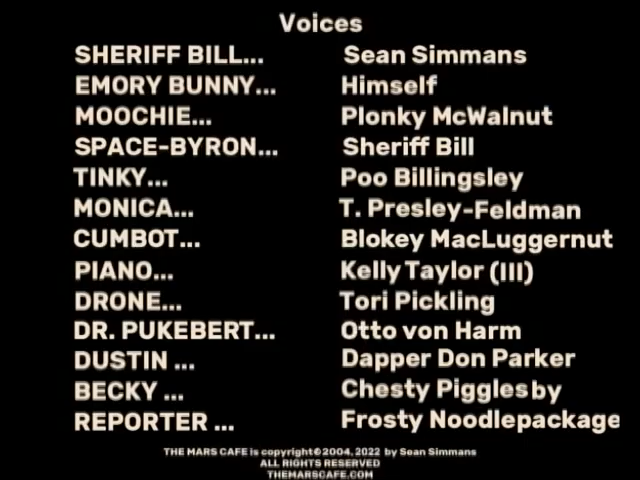 Voices
SHERIFF BILL... Sean Simmans
EMORY BUNNY... Himself
MOOCHIE... Plonky McWalnut
SPACE-BYRON... Sheriff Bill
TINKY... Poo Billingsley
MONICA... T. Presley-Feldman
CUMBOT... Blokey MacLuggernut
PIANO... Kelly Taylor (III)
DRONE... Tori Pickling
DR. PUKEBERT... Otto von Harm
DUSTIN ... Dapper Don Parker
BECKY ... Chesty Pigglesby
REPORTER ... Frosty Noodlepackage
THE MARS CAFE is copyright©2004, 2022 by Sean Simmans
ALL RIGHTS RESERVED
THEMARSCAFE.COM